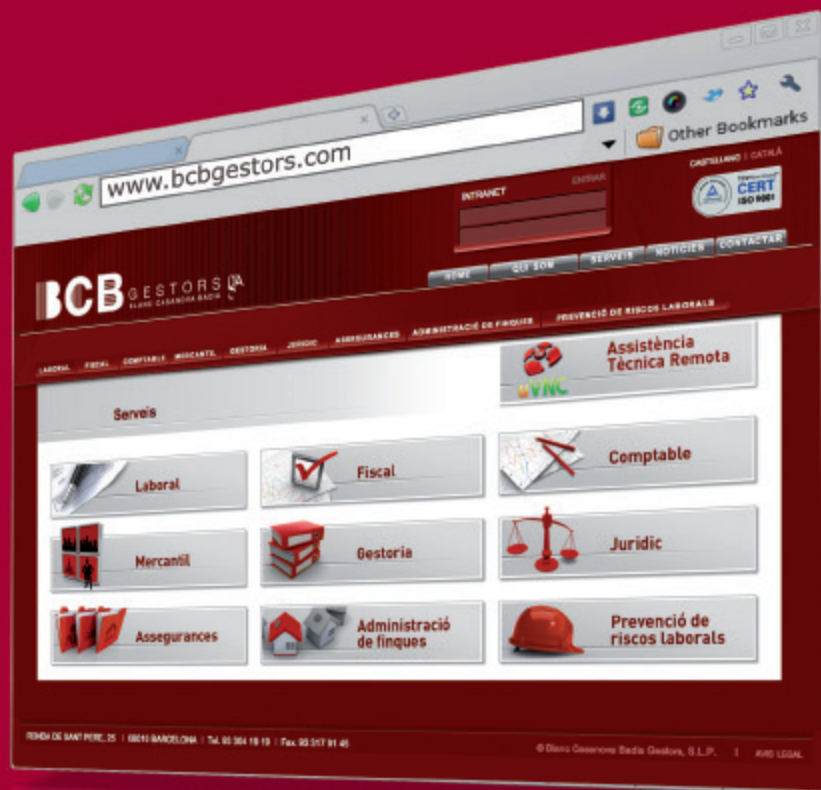 www.bcbgestors.com
Other Bookmarks
CASTELLANO | CATALÀ
INTRANET
ENTRAR
CERT
ISO 9001
BCB GESTORS
BLANC CASANOVA BADIA
HOME
QUI SOM
SERVEIS
NOTÍCIES
CONTACTAR
LABORAL
FISCAL
COMPTABLE
MERCANTIL
GESTORIA
JURIDIC
ASSEGURANCES
ADMINISTRACIÓ DE FINQUES
PREVENCIÓ DE RISCOS LABORALS
Serveis
uVNC
Assistència
Tècnica Remota
Laboral
Fiscal
Comptable
Mercantil
Gestoria
Juridic
Assegurances
Administració
de finques
Prevenció de
riscos laborals
RONDA DE SANT PERE, 25 | 08010 BARCELONA | Tel. 93 304 19 19 | Fax. 93 317 91 45
© Blanc Casanova Badia Gestors, S.L.P. | AVIS LEGAL